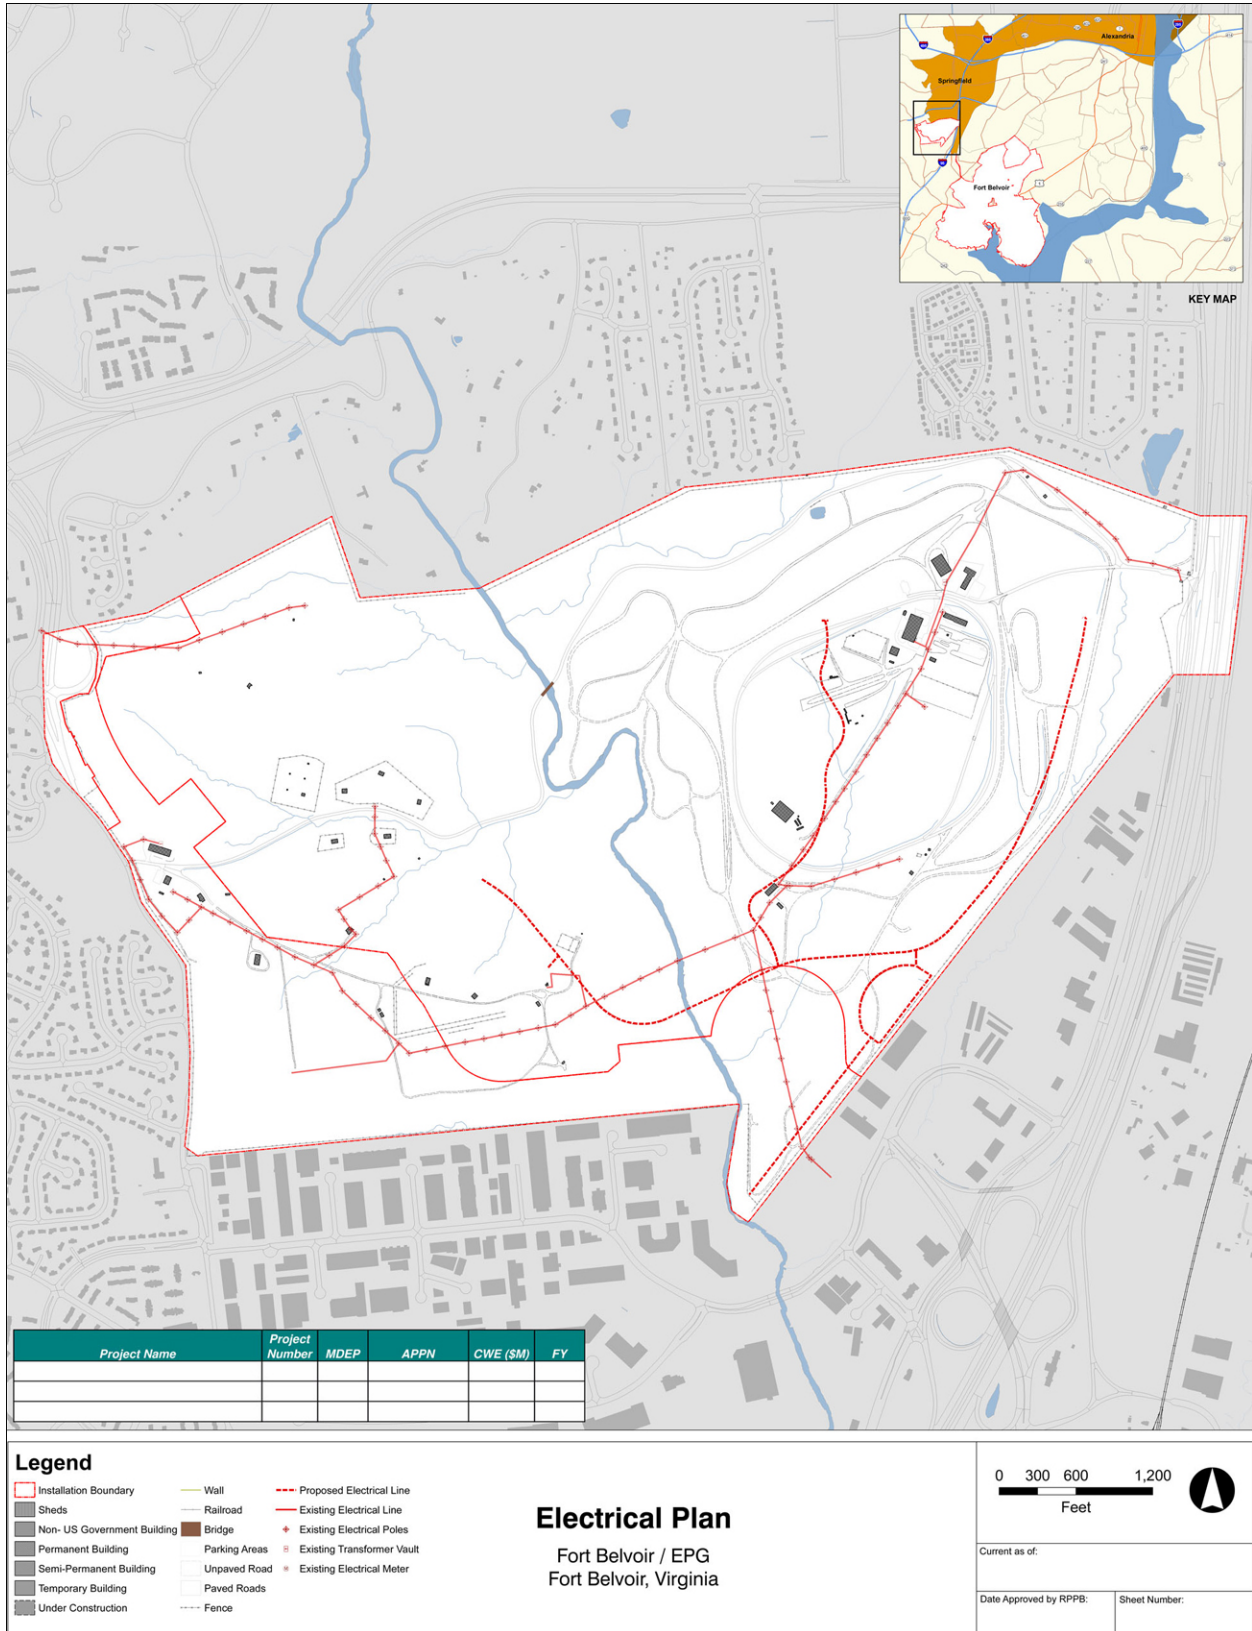 Alexandria
Springfield
Fort Belvoir
KEY MAP
Project Name
Project Number
MDEP
APPN
CWE ($M)
FY
Legend
Installation Boundary
Sheds
Non- US Government Building
Permanent Building
Semi-Permanent Building
Temporary Building
Under Construction
Wall
Railroad
Bridge
Parking Areas
Unpaved Road
Paved Roads
Fence
Proposed Electrical Line
Existing Electrical Line
Existing Electrical Poles
Existing Transformer Vault
Existing Electrical Meter
Electrical Plan
Fort Belvoir / EPG
Fort Belvoir, Virginia
0 300 600 1,200
Feet
Current as of:
Date Approved by RPPB:
Sheet Number: